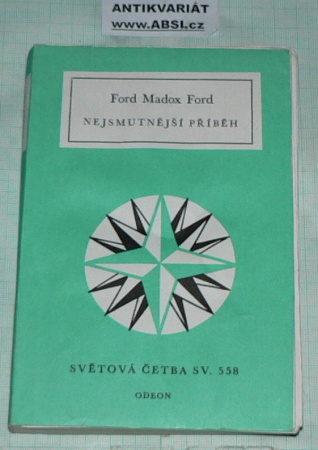 ANTIKVARIÁT
www.ABSI.cz
Ford Madox Ford
NEJSMUTNĚJŠÍ PŘÍBĚH
SVĚTOVÁ ČETBA SV. 558
ODEON